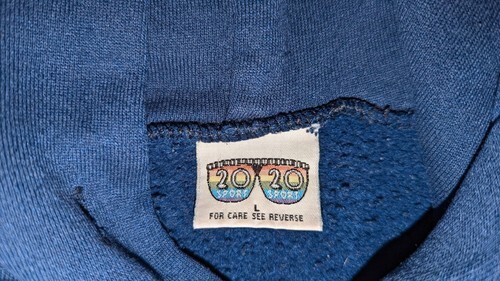 20 20
SPORT SPORT
L
FOR CARE SEE REVERSE